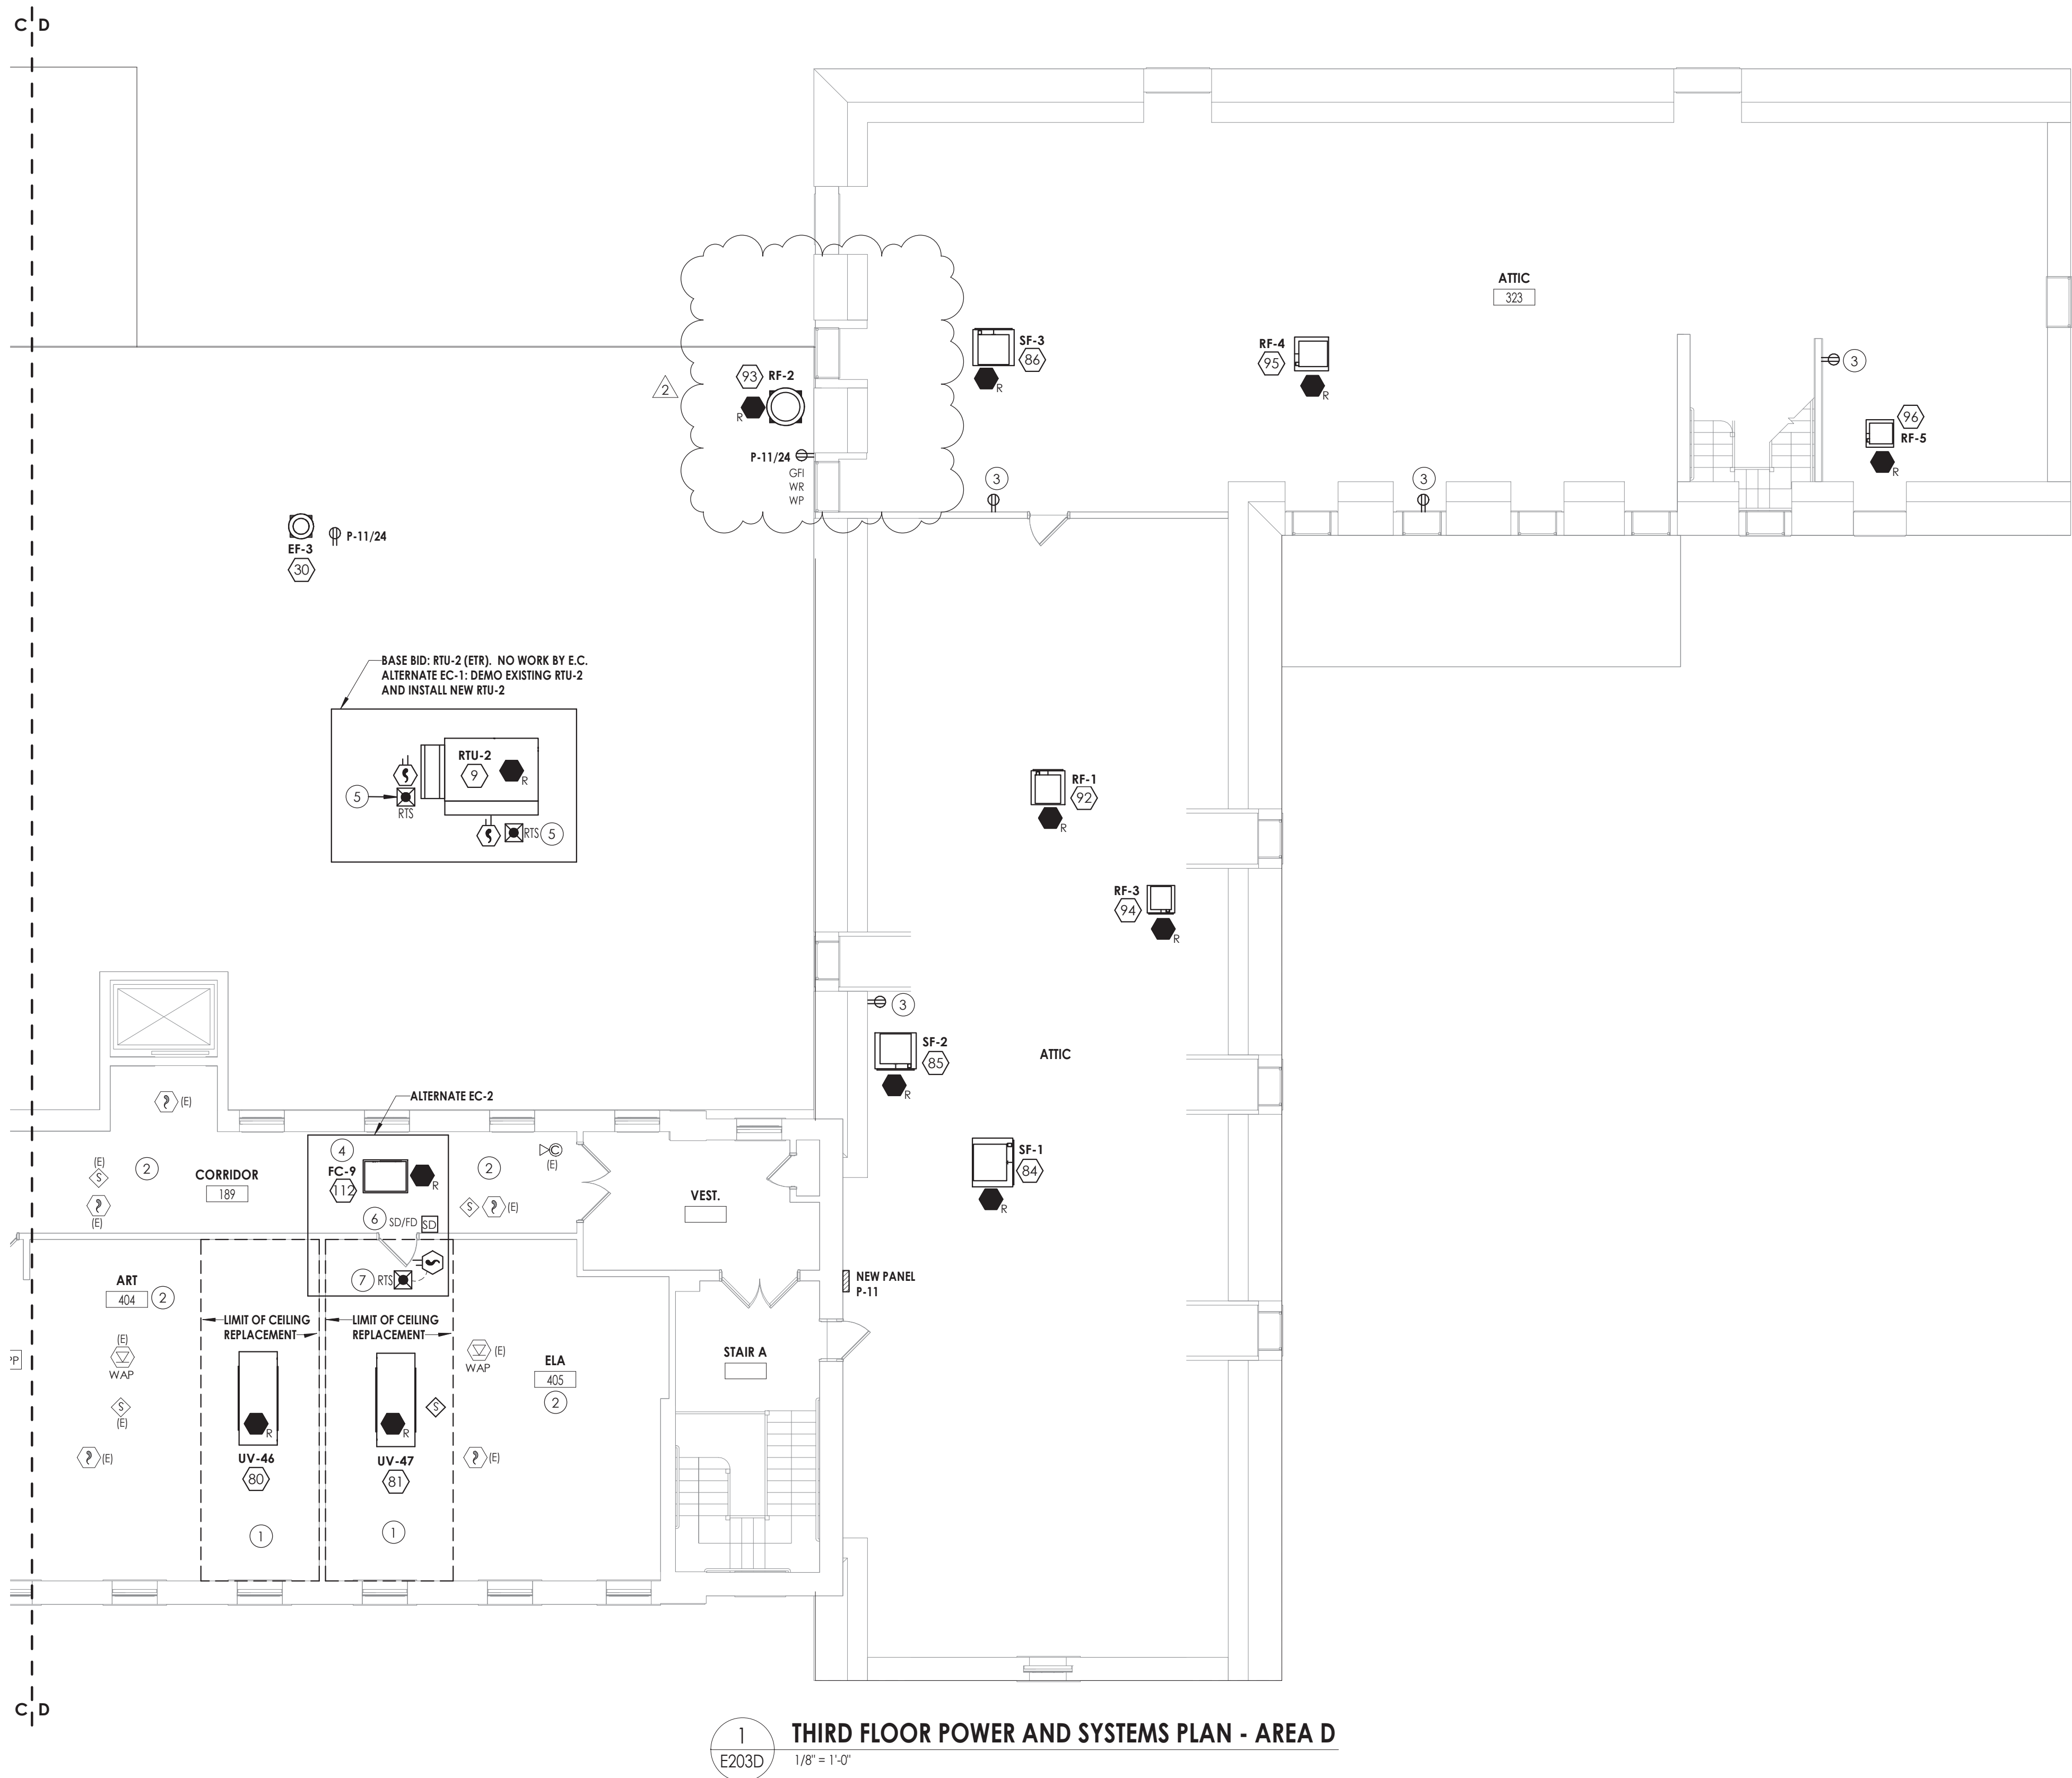 C D
ATTIC
323
SF-3
86
R
RF-4
95
R
3
96
RF-5
R
93 RF-2
R
2
P-11/24
GFI
WR
WP
3
3
EF-3
30
P-11/24
BASE BID: RTU-2 (ETR). NO WORK BY E.C.
ALTERNATE EC-1: DEMO EXISTING RTU-2
AND INSTALL NEW RTU-2
RTU-2
9
R
5
RTS
RTS 5
RF-1
92
R
RF-3
94
R
3
SF-2
85
R
ATTIC
(E)
ALTERNATE EC-2
4
FC-9
112
R
2
(E)
(E)
S
2
(E)
CORRIDOR
189
S
(E)
6 SD/FD SD
7 RTS
VEST.
SF-1
84
R
NEW PANEL
P-11
ART
404
2
LIMIT OF CEILING
REPLACEMENT
LIMIT OF CEILING
REPLACEMENT
(E)
WAP
S
(E)
(E)
PP
(E)
WAP
S
ELA
405
2
STAIR A
R
UV-46
80
1
R
UV-47
81
1
(E)
C D
1
E203D
THIRD FLOOR POWER AND SYSTEMS PLAN - AREA D
1/8" = 1'-0"